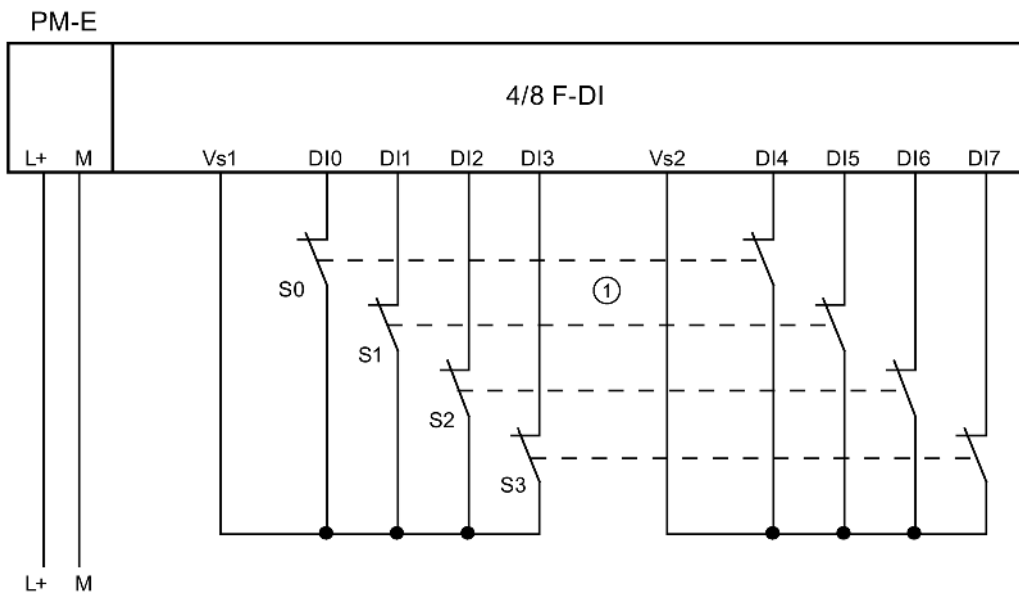 PM-E
4/8 F-DI
L+ M Vs1 DI0 DI1 DI2 DI3 Vs2 DI4 DI5 DI6 DI7
S0
1
S1
S2
S3
L+ M